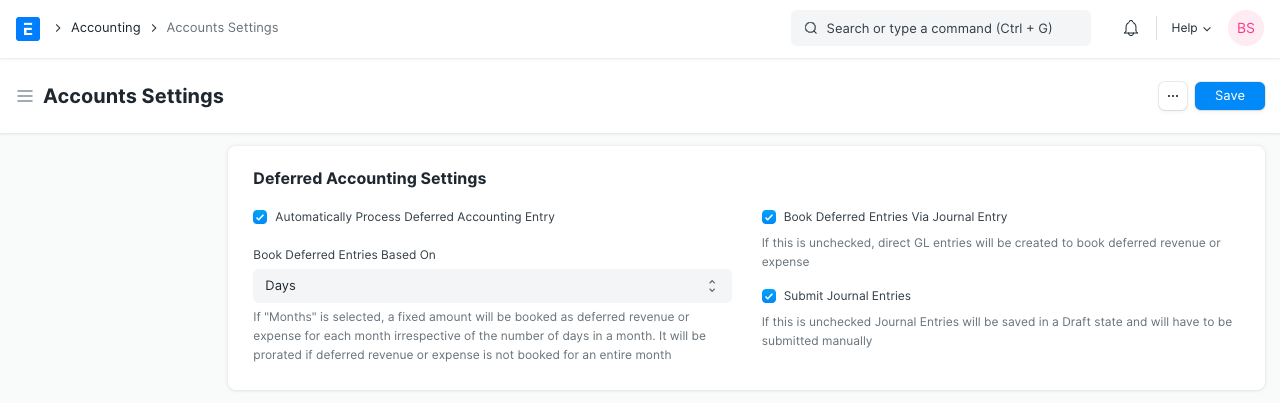 E
Accounting
Accounts Settings
Search or type a command (Ctrl + G)
Help
BS
Accounts Settings
···
Save
Deferred Accounting Settings
Automatically Process Deferred Accounting Entry
Book Deferred Entries Based On
Days
If "Months" is selected, a fixed amount will be booked as deferred revenue or
expense for each month irrespective of the number of days in a month. It will be
prorated if deferred revenue or expense is not booked for an entire month
Book Deferred Entries Via Journal Entry
If this is unchecked, direct GL entries will be created to book deferred revenue or
expense
Submit Journal Entries
If this is unchecked Journal Entries will be saved in a Draft state and will have to be
submitted manually